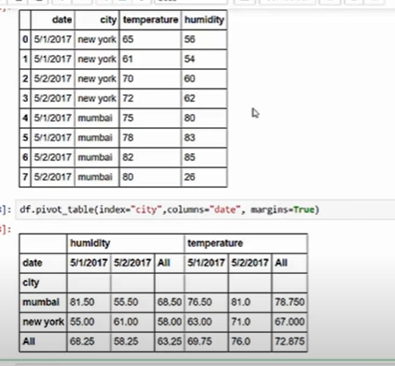 date city temperature humidity
0 5/1/2017 new york 65 56
1 5/1/2017 new york 61 54
2 5/2/2017 new york 70 60
3 5/2/2017 new york 72 62
4 5/1/2017 mumbai 75 80
5 5/1/2017 mumbai 78 83
6 5/2/2017 mumbai 82 85
7 5/2/2017 mumbai 80 26
]: df.pivot_table(index="city",columns="date", margins=True)
]:
humidity temperature
date 5/1/2017 5/2/2017 All 5/1/2017 5/2/2017 All
city
mumbai 81.50 55.50 68.50 76.50 81.0 78.750
new york 55.00 61.00 58.00 63.00 71.0 67.000
All 68.25 58.25 63.25 69.75 76.0 72.875